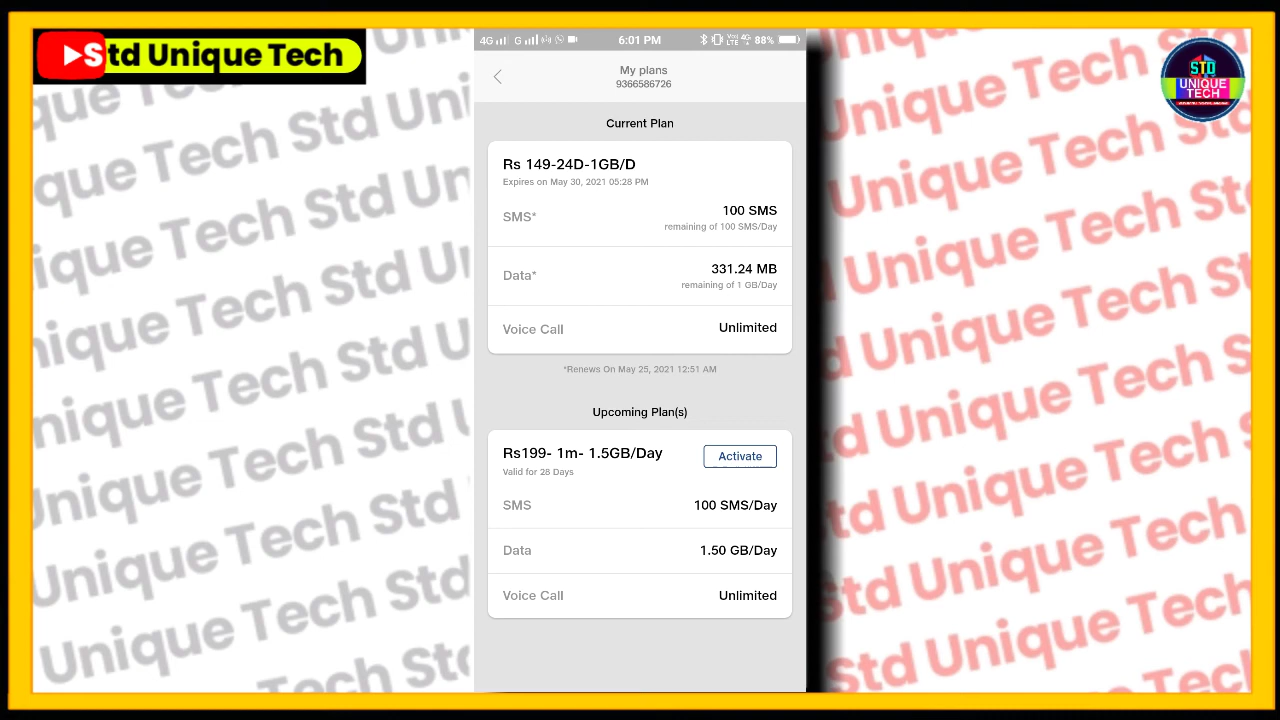 Std Unique Tech
4G G 6:01 PM VoLTE 4G 88%
My plans
9366586726
Current Plan
Rs 149-24D-1GB/D
Expires on May 30, 2021 05:28 PM
SMS*
100 SMS
remaining of 100 SMS/Day
Data*
331.24 MB
remaining of 1 GB/Day
Voice Call
Unlimited
*Renews On May 25, 2021 12:51 AM
Upcoming Plan(s)
Rs199- 1m- 1.5GB/Day
Activate
Valid for 28 Days
SMS
100 SMS/Day
Data
1.50 GB/Day
Voice Call
Unlimited
STD
UNIQUE
TECH